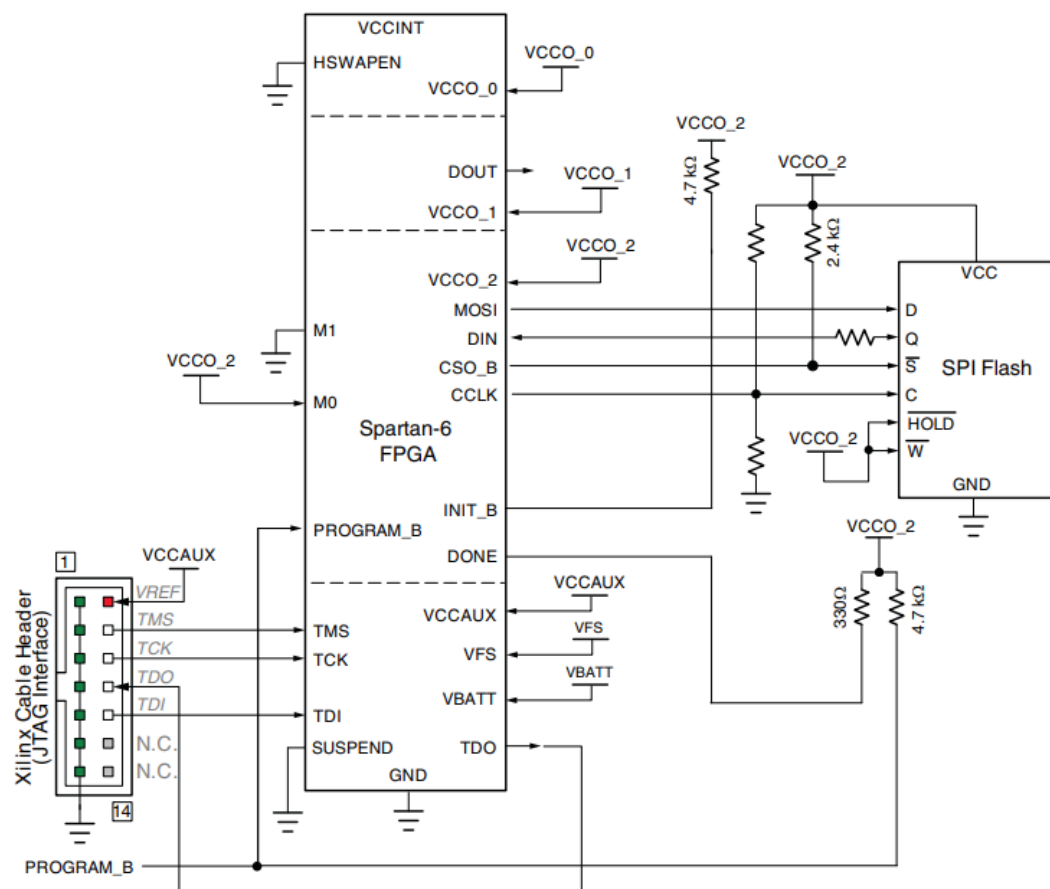 VCCINT
HSWAPEN
VCCO_0
VCCO_0
DOUT
VCCO_1
VCCO_1
VCCO_2
VCCO_2
MOSI
DIN
CSO_B
CCLK
M1
VCCO_2
M0
Spartan-6
FPGA
INIT_B
PROGRAM_B
DONE
VCCO_2
4.7 kΩ
VCCO_2
2.4 kΩ
VCC
D
Q
S
SPI Flash
C
HOLD
W
VCCO_2
GND
VCCO_2
330Ω
4.7 kΩ
1
VCCAUX
VREF
TMS
TCK
TDO
TDI
N.C.
N.C.
14
Xilinx Cable Header
(JTAG Interface)
TMS
TCK
TDI
SUSPEND
VCCAUX
VCCAUX
VFS
VFS
VBATT
VBATT
TDO
GND
PROGRAM_B